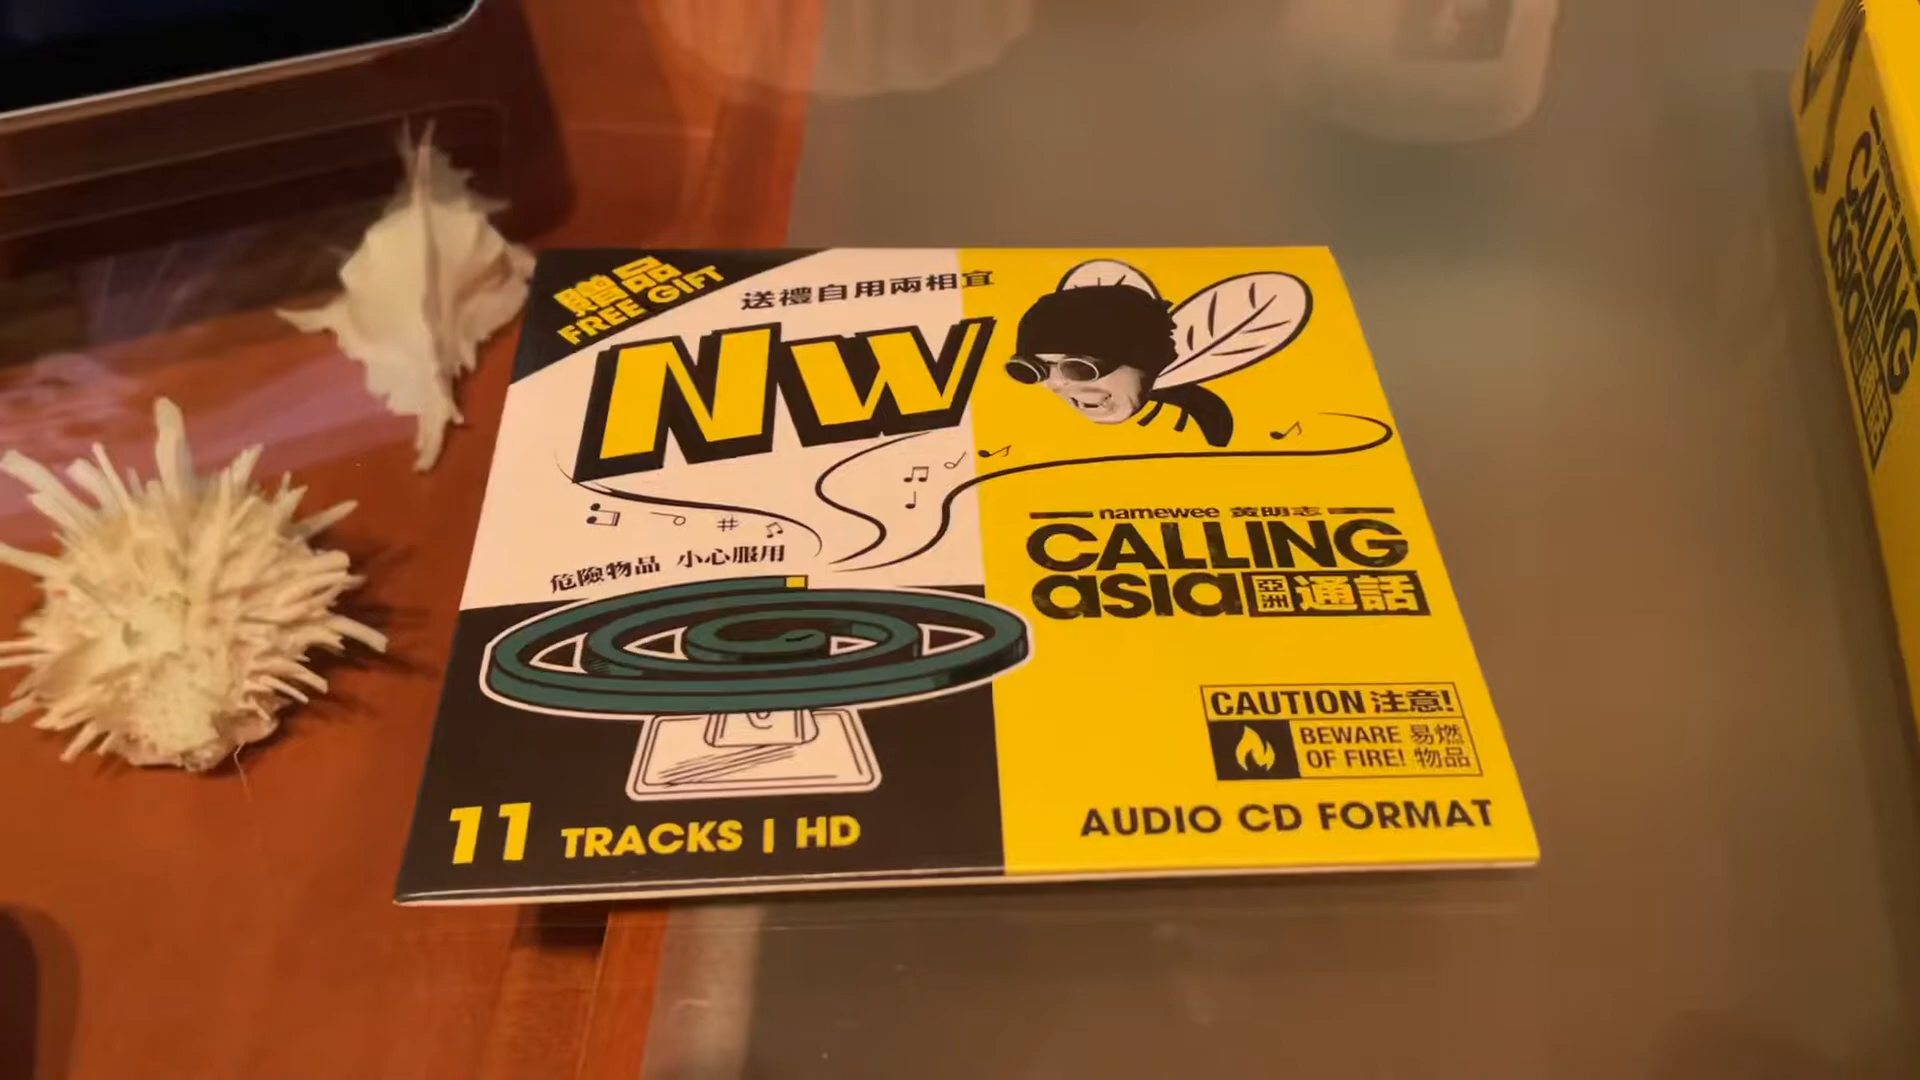 贈品
FREE GIFT
送禮自用兩相宜
NW
危險物品 小心服用
11 TRACKS | HD
namewee 黃明志
CALLING
asia 亞洲通話
CAUTION 注意!
BEWARE 易燃
OF FIRE! 物品
AUDIO CD FORMAT
CALLING
asia